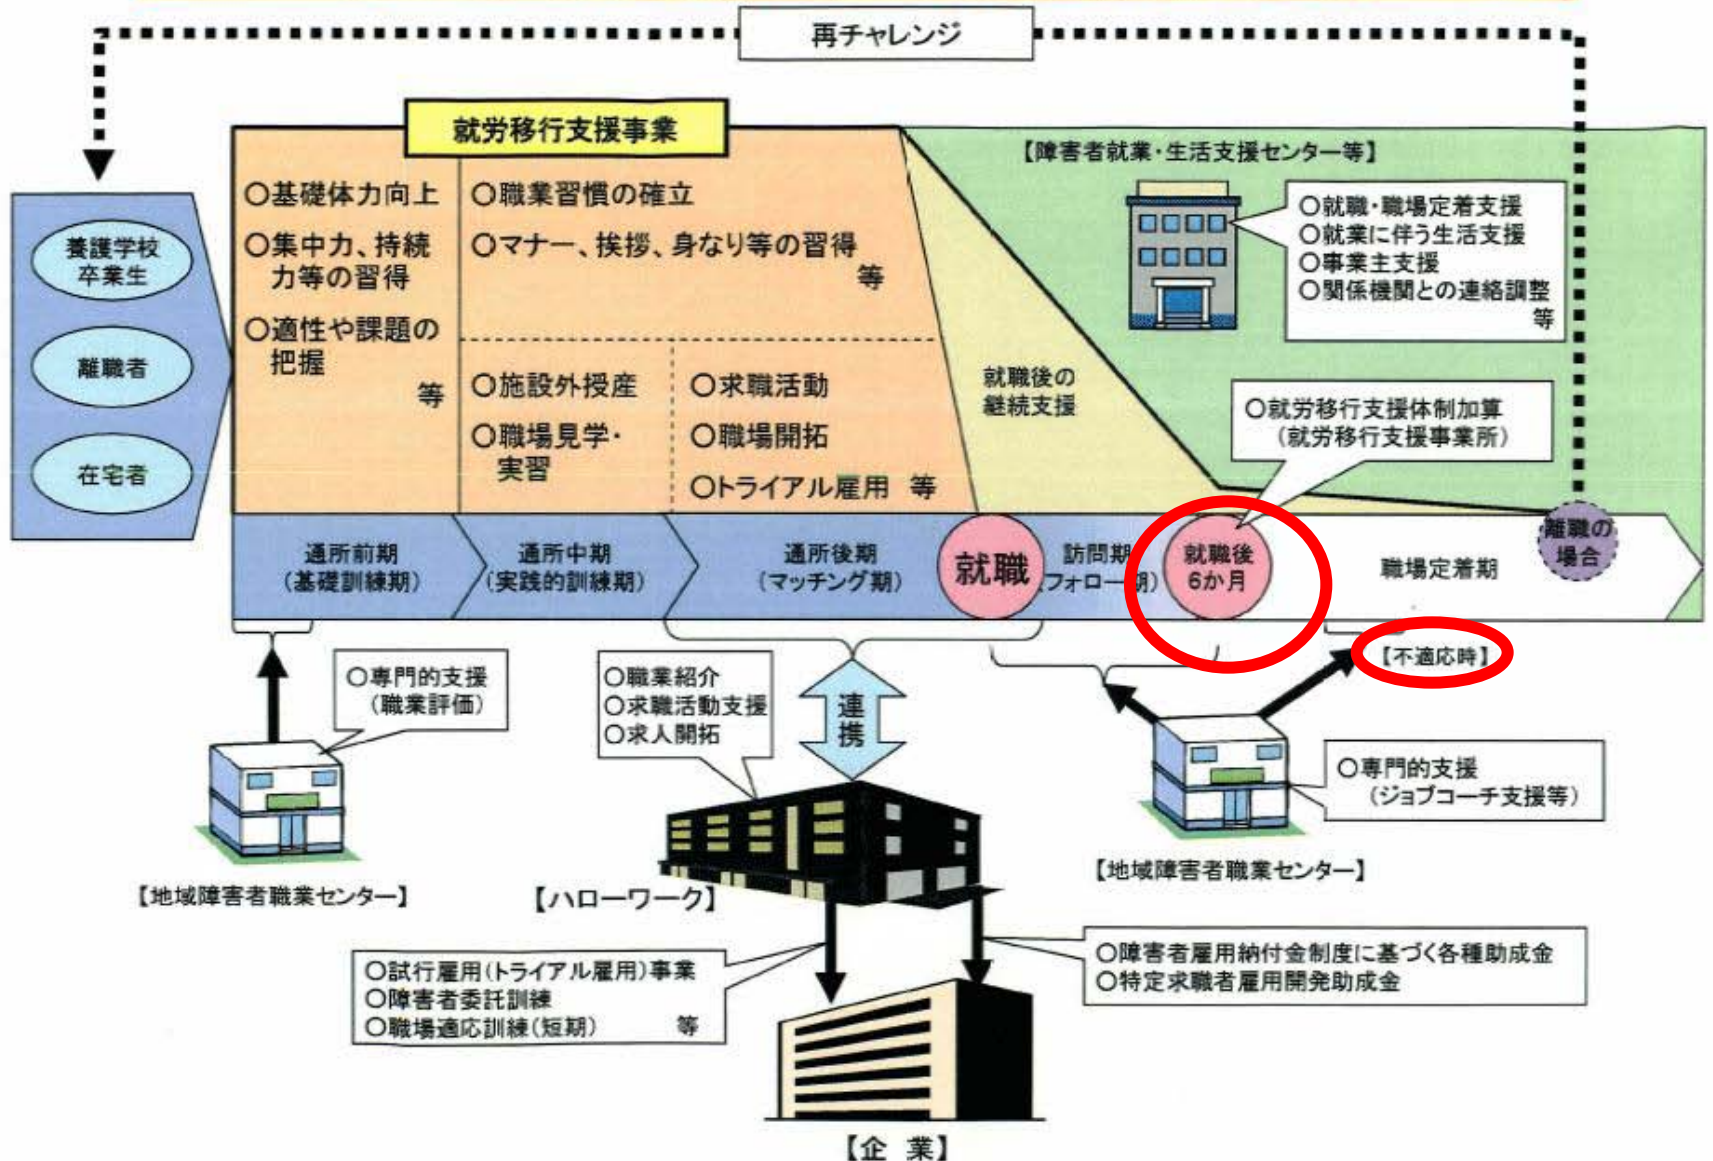 再チャレンジ
就労移行支援事業
【障害者就業・生活支援センター等】
養護学校
卒業生
離職者
在宅者
○基礎体力向上
○集中力、持続
力等の習得
○適性や課題の
把握
等
○職業習慣の確立
○マナー、挨拶、身なり等の習得
等
○施設外授産
○職場見学・
実習
○求職活動
○職場開拓
○トライアル雇用 等
就職後の
継続支援
○就職・職場定着支援
○就業に伴う生活支援
○事業主支援
○関係機関との連絡調整
等
○就労移行支援体制加算
（就労移行支援事業所）
通所前期
（基礎訓練期）
通所中期
（実践的訓練期）
通所後期
（マッチング期）
就職
訪問期
（フォロー期）
就職後
6か月
職場定着期
離職の
場合
【不適応時】
○専門的支援
（職業評価）
○職業紹介
○求職活動支援
○求人開拓
連携
○専門的支援
（ジョブコーチ支援等）
【地域障害者職業センター】
【ハローワーク】
【地域障害者職業センター】
○試行雇用（トライアル雇用）事業
○障害者委託訓練
○職場適応訓練（短期） 等
○障害者雇用納付金制度に基づく各種助成金
○特定求職者雇用開発助成金
【企 業】